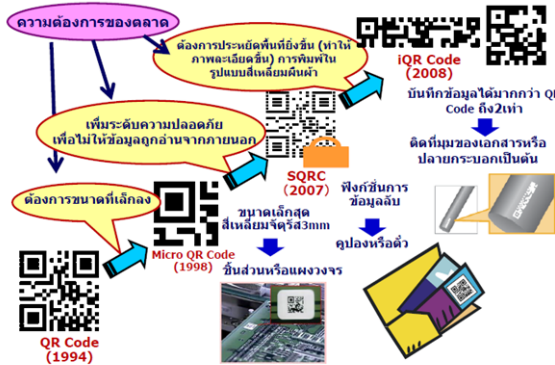 ความต้องการของตลาด
ต้องการประหยัดพื้นที่ยิ่งขึ้น (ทำให้
ภาพละเอียดขึ้น) การพิมพ์ใน
รูปแบบสี่เหลี่ยมผืนผ้า
iQR Code
(2008)
บันทึกข้อมูลได้มากกว่า QR
Code ถึง2เท่า
ติดที่มุมของเอกสารหรือ
ปลายกระบอกเป็นต้น
เพิ่มระดับความปลอดภัย
เพื่อไม่ให้ข้อมูลถูกอ่านจากภายนอก
SQRC
(2007)
ฟังก์ชั่นการ
ข้อมูลลับ
คูปองหรือตั๋ว
ต้องการขนาดที่เล็กลง
Micro QR Code
(1998)
ขนาดเล็กสุด
สี่เหลี่ยมจัตุรัส3mm
ชิ้นส่วนหรือแผงวงจร
QR Code
(1994)